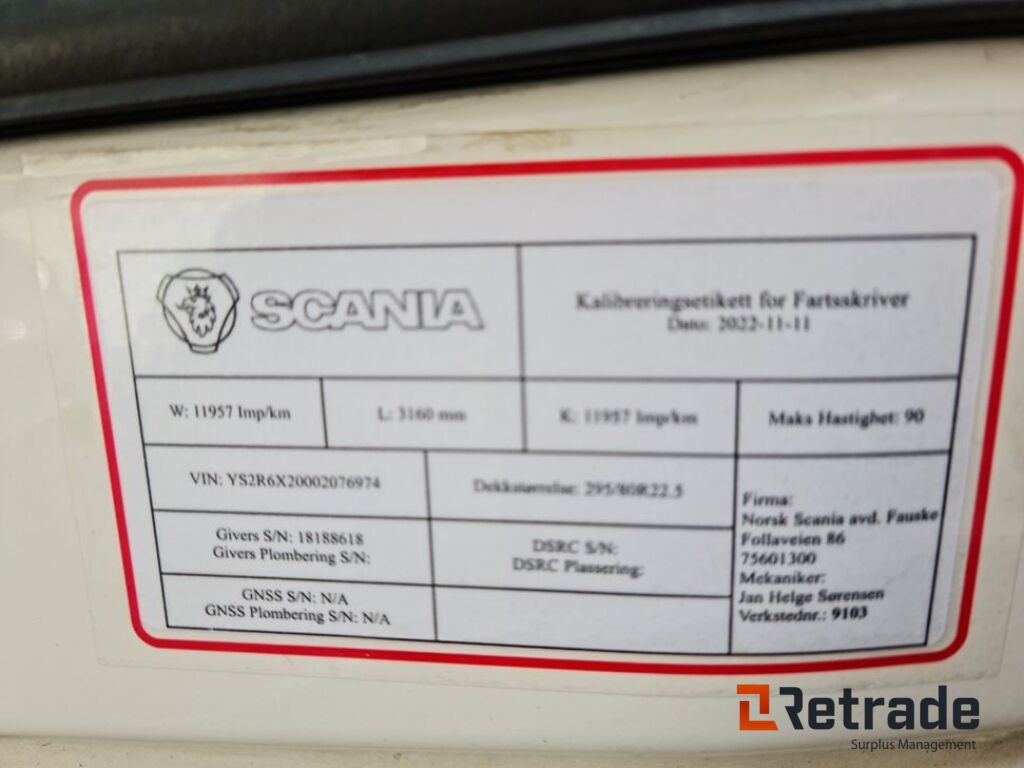 SCANIA
Kalibreringsetikett for Fartsskriver
Dato: 2022-11-11
W: 11957 Imp/km
L: 3160 mm
K: 11957 Imp/km
Maks Hastighet: 90
VIN: YS2R6X20002076974
Dekkstørrelse: 295/80R22.5
Givers S/N: 18188618
Givers Plombering S/N:
DSRC S/N:
DSRC Plassering:
GNSS S/N: N/A
GNSS Plombering S/N: N/A
Firma:
Norsk Scania avd. Fauske
Follaveien 86
75601300
Mekaniker:
Jan Helge Sørensen
Verkstednr.: 9103
Retrade
Surplus Management